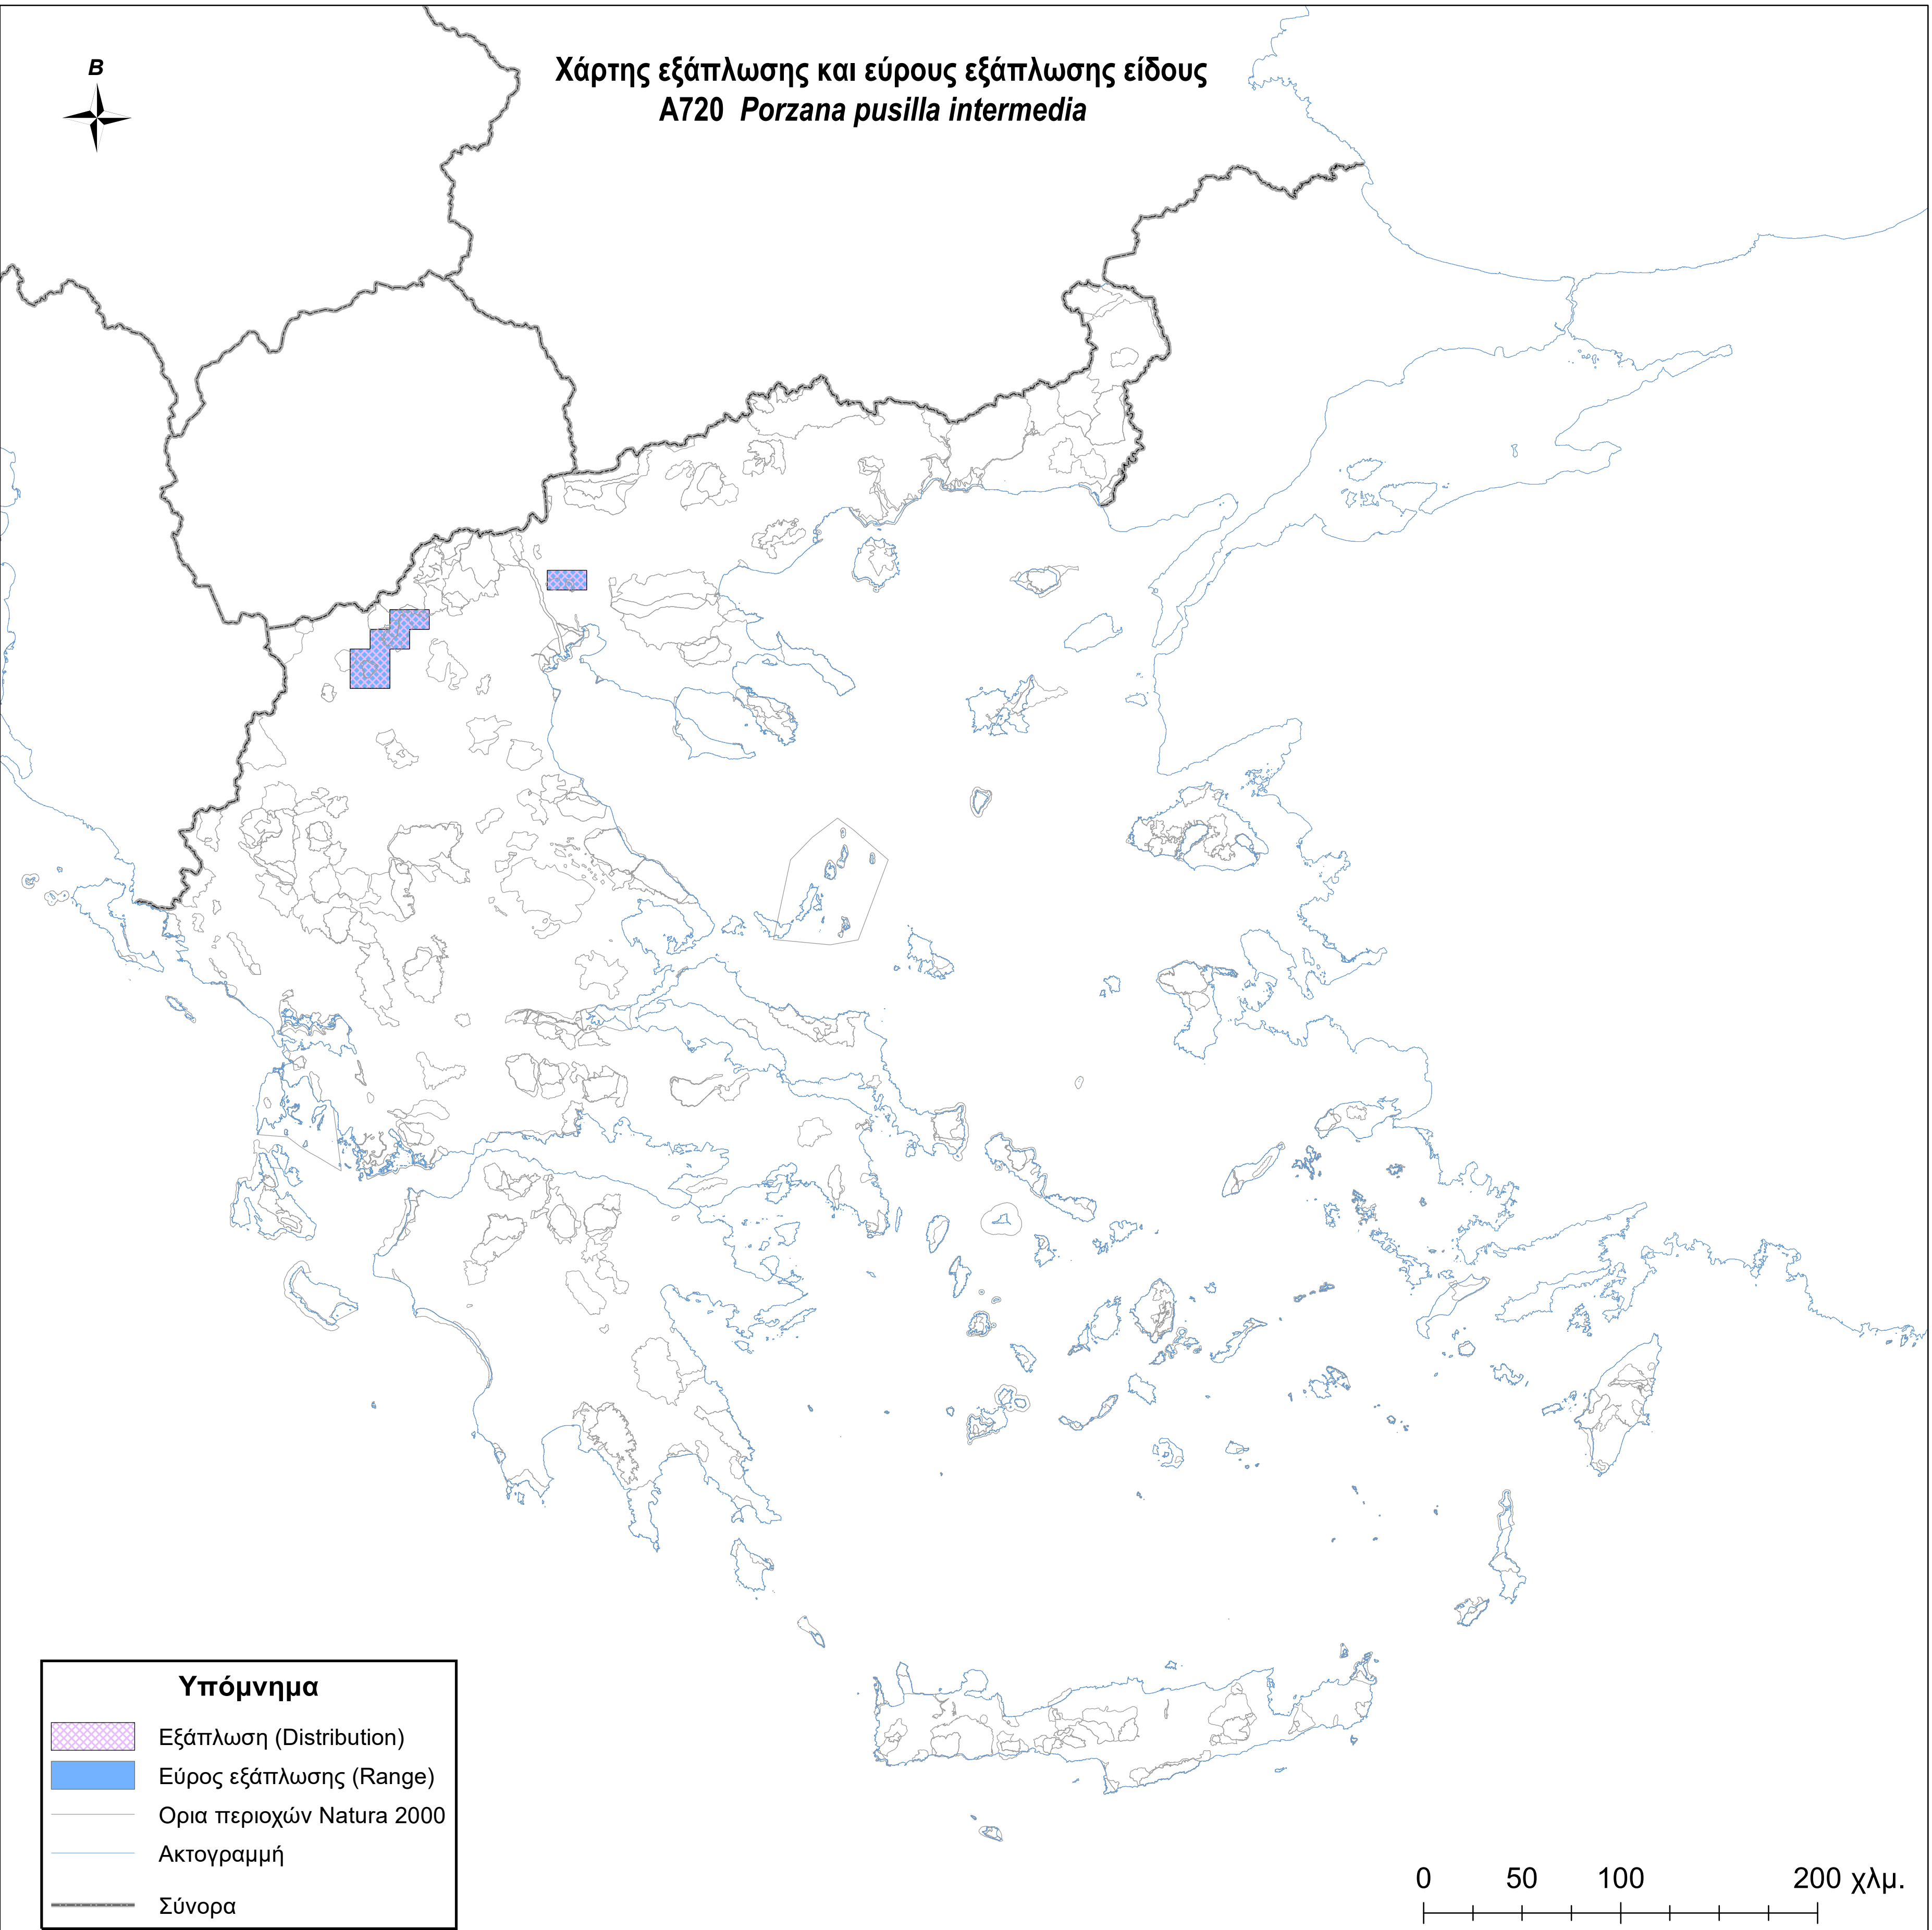 Χάρτης εξάπλωσης και εύρους εξάπλωσης είδους
A720 Porzana pusilla intermedia
Β
Υπόμνημα
Εξάπλωση (Distribution)
Εύρος εξάπλωσης (Range)
Ορια περιοχών Natura 2000
Ακτογραμμή
Σύνορα
0 50 100 200 χλμ.